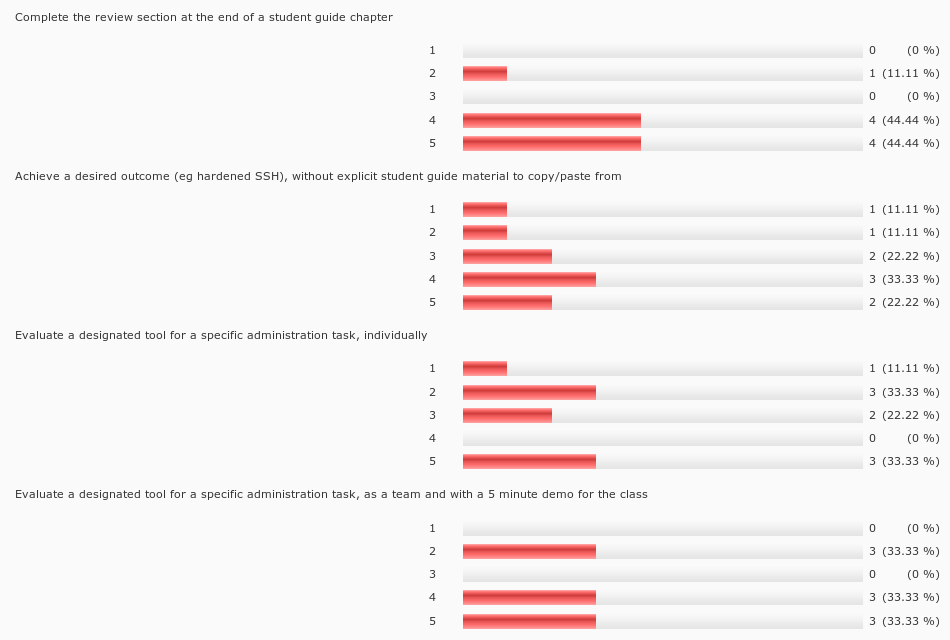 Complete the review section at the end of a student guide chapter
1 0 (0 %)
2 1 (11.11 %)
3 0 (0 %)
4 4 (44.44 %)
5 4 (44.44 %)
Achieve a desired outcome (eg hardened SSH), without explicit student guide material to copy/paste from
1 1 (11.11 %)
2 1 (11.11 %)
3 2 (22.22 %)
4 3 (33.33 %)
5 2 (22.22 %)
Evaluate a designated tool for a specific administration task, individually
1 1 (11.11 %)
2 3 (33.33 %)
3 2 (22.22 %)
4 0 (0 %)
5 3 (33.33 %)
Evaluate a designated tool for a specific administration task, as a team and with a 5 minute demo for the class
1 0 (0 %)
2 3 (33.33 %)
3 0 (0 %)
4 3 (33.33 %)
5 3 (33.33 %)